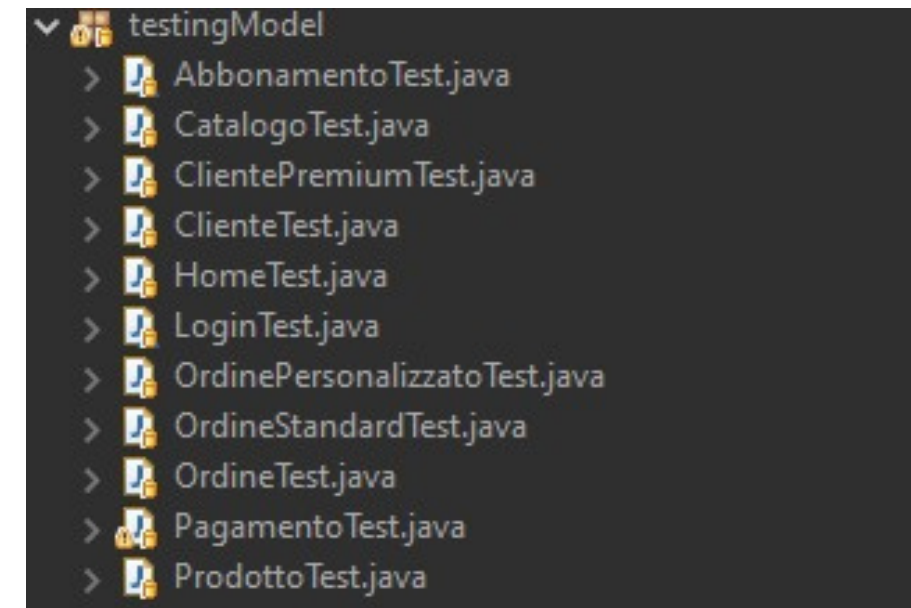 testingModel
AbbonamentoTest.java
CatalogoTest.java
ClientePremiumTest.java
ClienteTest.java
HomeTest.java
LoginTest.java
OrdinePersonalizzatoTest.java
OrdineStandardTest.java
OrdineTest.java
PagamentoTest.java
ProdottoTest.java